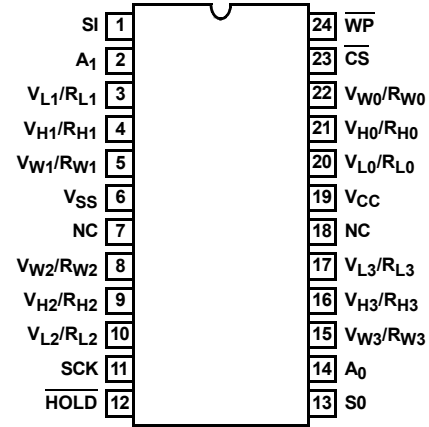 SI 1 24 W̅P̅
A1 2 23 C̅S̅
VL1/RL1 3 22 VW0/RW0
VH1/RH1 4 21 VH0/RH0
VW1/RW1 5 20 VL0/RL0
VSS 6 19 VCC
NC 7 18 NC
VW2/RW2 8 17 VL3/RL3
VH2/RH2 9 16 VH3/RH3
VL2/RL2 10 15 VW3/RW3
SCK 11 14 A0
H̅O̅L̅D̅ 12 13 S0